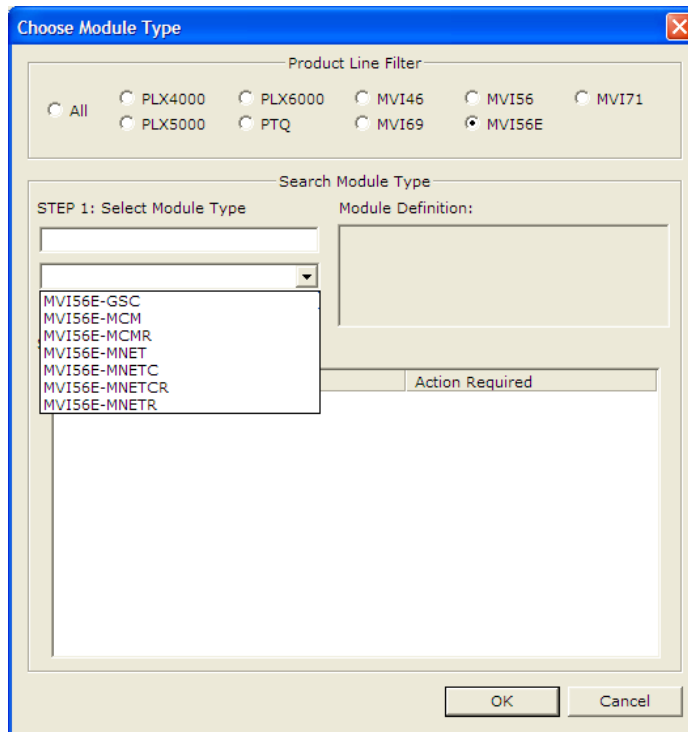 Choose Module Type
Product Line Filter
All
PLX4000
PLX6000
MVI46
MVI56
MVI71
PLX5000
PTQ
MVI69
MVI56E
Search Module Type
STEP 1: Select Module Type
Module Definition:
MVI56E-GSC
MVI56E-MCM
MVI56E-MCMR
MVI56E-MNET
MVI56E-MNETC
MVI56E-MNETCR
MVI56E-MNETR
Action Required
OK
Cancel